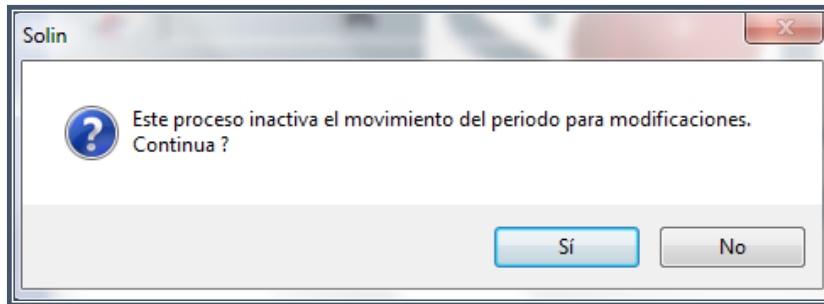 Solin
Este proceso inactiva el movimiento del periodo para modificaciones.
Continua ?
Sí
No